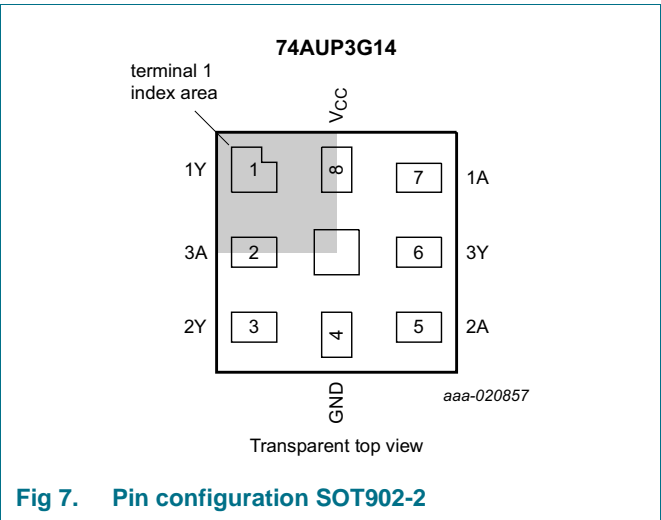 74AUP3G14
terminal 1
index area
VCC
1Y 1 8 7 1A
3A 2 6 3Y
2Y 3 4 5 2A
GND
aaa-020857
Transparent top view
Fig 7. Pin configuration SOT902-2